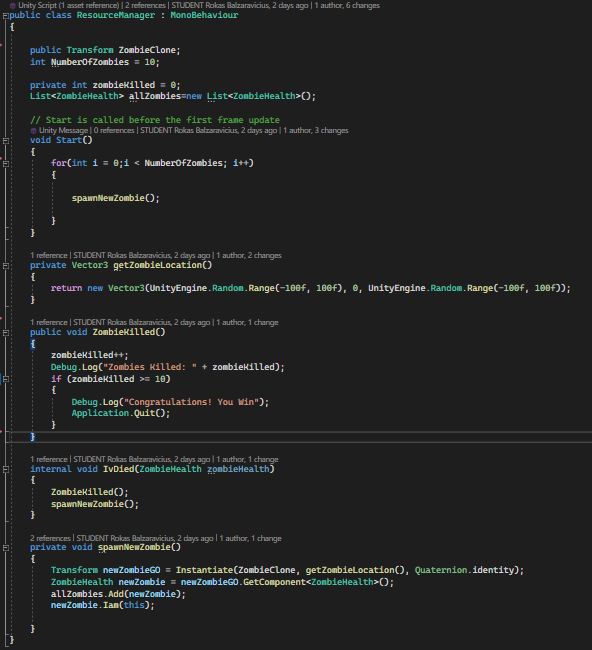 Unity Script (1 asset reference) | 2 references | STUDENT Rokas Balzaravicius, 2 days ago | 1 author, 6 changes
public class ResourceManager : MonoBehaviour
{
public Transform ZombieClone;
int NumberOfZombies = 10;
private int zombieKilled = 0;
List<ZombieHealth> allZombies=new List<ZombieHealth>();
// Start is called before the first frame update
Unity Message | 0 references | STUDENT Rokas Balzaravicius, 2 days ago | 1 author, 3 changes
void Start()
{
for(int i = 0;i < NumberOfZombies; i++)
{
spawnNewZombie();
}
}
1 reference | STUDENT Rokas Balzaravicius, 2 days ago | 1 author, 2 changes
private Vector3 getZombieLocation()
{
return new Vector3(UnityEngine.Random.Range(-100f, 100f), 0, UnityEngine.Random.Range(-100f, 100f));
}
1 reference | STUDENT Rokas Balzaravicius, 2 days ago | 1 author, 1 change
public void ZombieKilled()
{
zombieKilled++;
Debug.Log("Zombies Killed: " + zombieKilled);
if (zombieKilled >= 10)
{
Debug.Log("Congratulations! You Win");
Application.Quit();
}
}
1 reference | STUDENT Rokas Balzaravicius, 2 days ago | 1 author, 1 change
internal void IvDied(ZombieHealth zombieHealth)
{
ZombieKilled();
spawnNewZombie();
}
2 references | STUDENT Rokas Balzaravicius, 2 days ago | 1 author, 1 change
private void spawnNewZombie()
{
Transform newZombieGO = Instantiate(ZombieClone, getZombieLocation(), Quaternion.identity);
ZombieHealth newZombie = newZombieGO.GetComponent<ZombieHealth>();
allZombies.Add(newZombie);
newZombie.Iam(this);
}
}